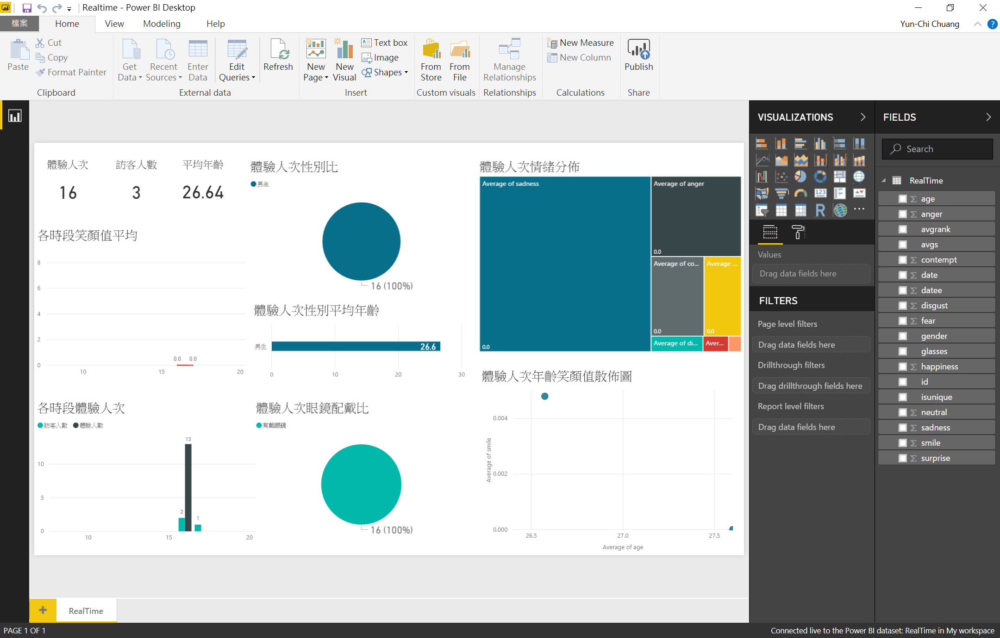 Realtime - Power BI Desktop
檔案
Home
View
Modeling
Help
Yun-Chi Chuang
Paste
Cut
Copy
Format Painter
Clipboard
Get Data
Recent Sources
Enter Data
Edit Queries
Refresh
External data
New Page
New Visual
Text box
Image
Shapes
Insert
From Store
From File
Custom visuals
Manage Relationships
Relationships
New Measure
New Column
Calculations
Publish
Share
體驗人次
16
訪客人數
3
平均年齡
26.64
各時段笑顏值平均
8
6
4
2
0
0.0 0.0
10 15 20
各時段體驗人次
訪客人數 體驗人數
10
5
0
2
13
1
10 15 20
體驗人次性別比
男生
16 (100%)
體驗人次性別平均年齡
男生
26.6
0 10 20 30
體驗人次眼鏡配戴比
有戴眼鏡
16 (100%)
體驗人次情緒分佈
Average of sadness
0.0
Average of anger
0.0
Average of co...
0.0
Average ...
0.0
Average of di...
Aver...
體驗人次年齡笑顏值散佈圖
Average of smile
0.004
0.002
0.000
26.5 27.0 27.5
Average of age
VISUALIZATIONS
123
R
Values
Drag data fields here
FILTERS
Page level filters
Drag data fields here
Drillthrough filters
Drag drillthrough fields here
Report level filters
Drag data fields here
FIELDS
Search
RealTime
age
anger
avgrank
avgs
contempt
date
datee
disgust
fear
gender
glasses
happiness
id
isunique
neutral
sadness
smile
surprise
RealTime
PAGE 1 OF 1
Connected live to the Power BI dataset: RealTime in My workspace